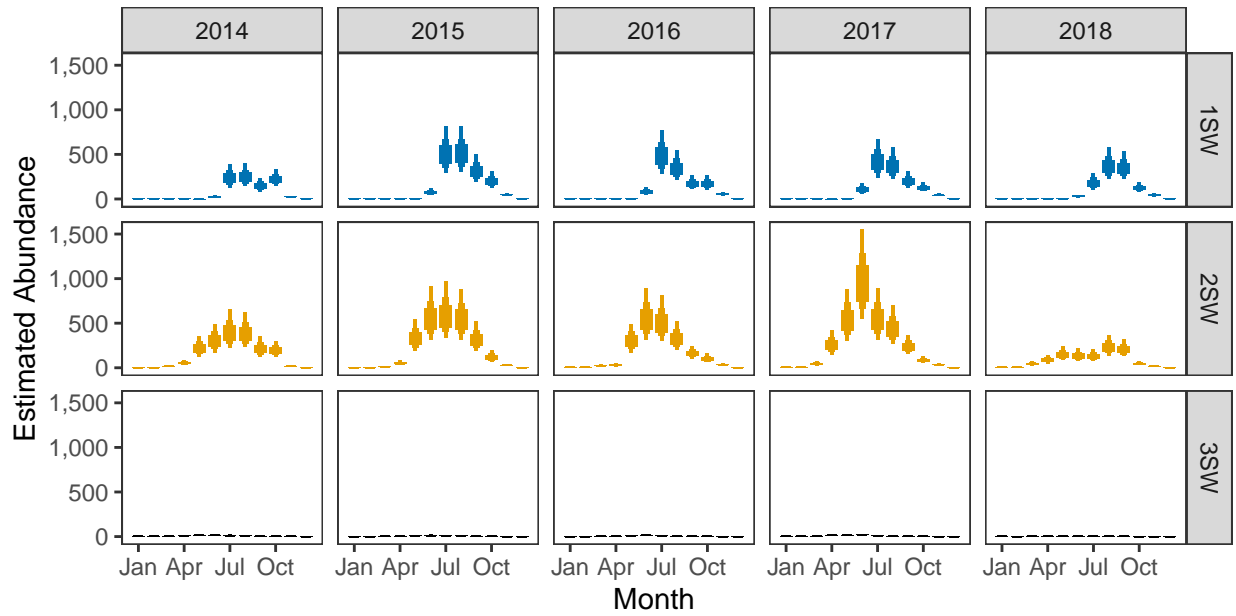 2014 2015 2016 2017 2018
1,500
1,000
500
0
1SW
1,500
1,000
500
0
2SW
1,500
1,000
500
0
3SW
Estimated Abundance
Jan Apr Jul Oct Jan Apr Jul Oct Jan Apr Jul Oct Jan Apr Jul Oct Jan Apr Jul Oct
Month